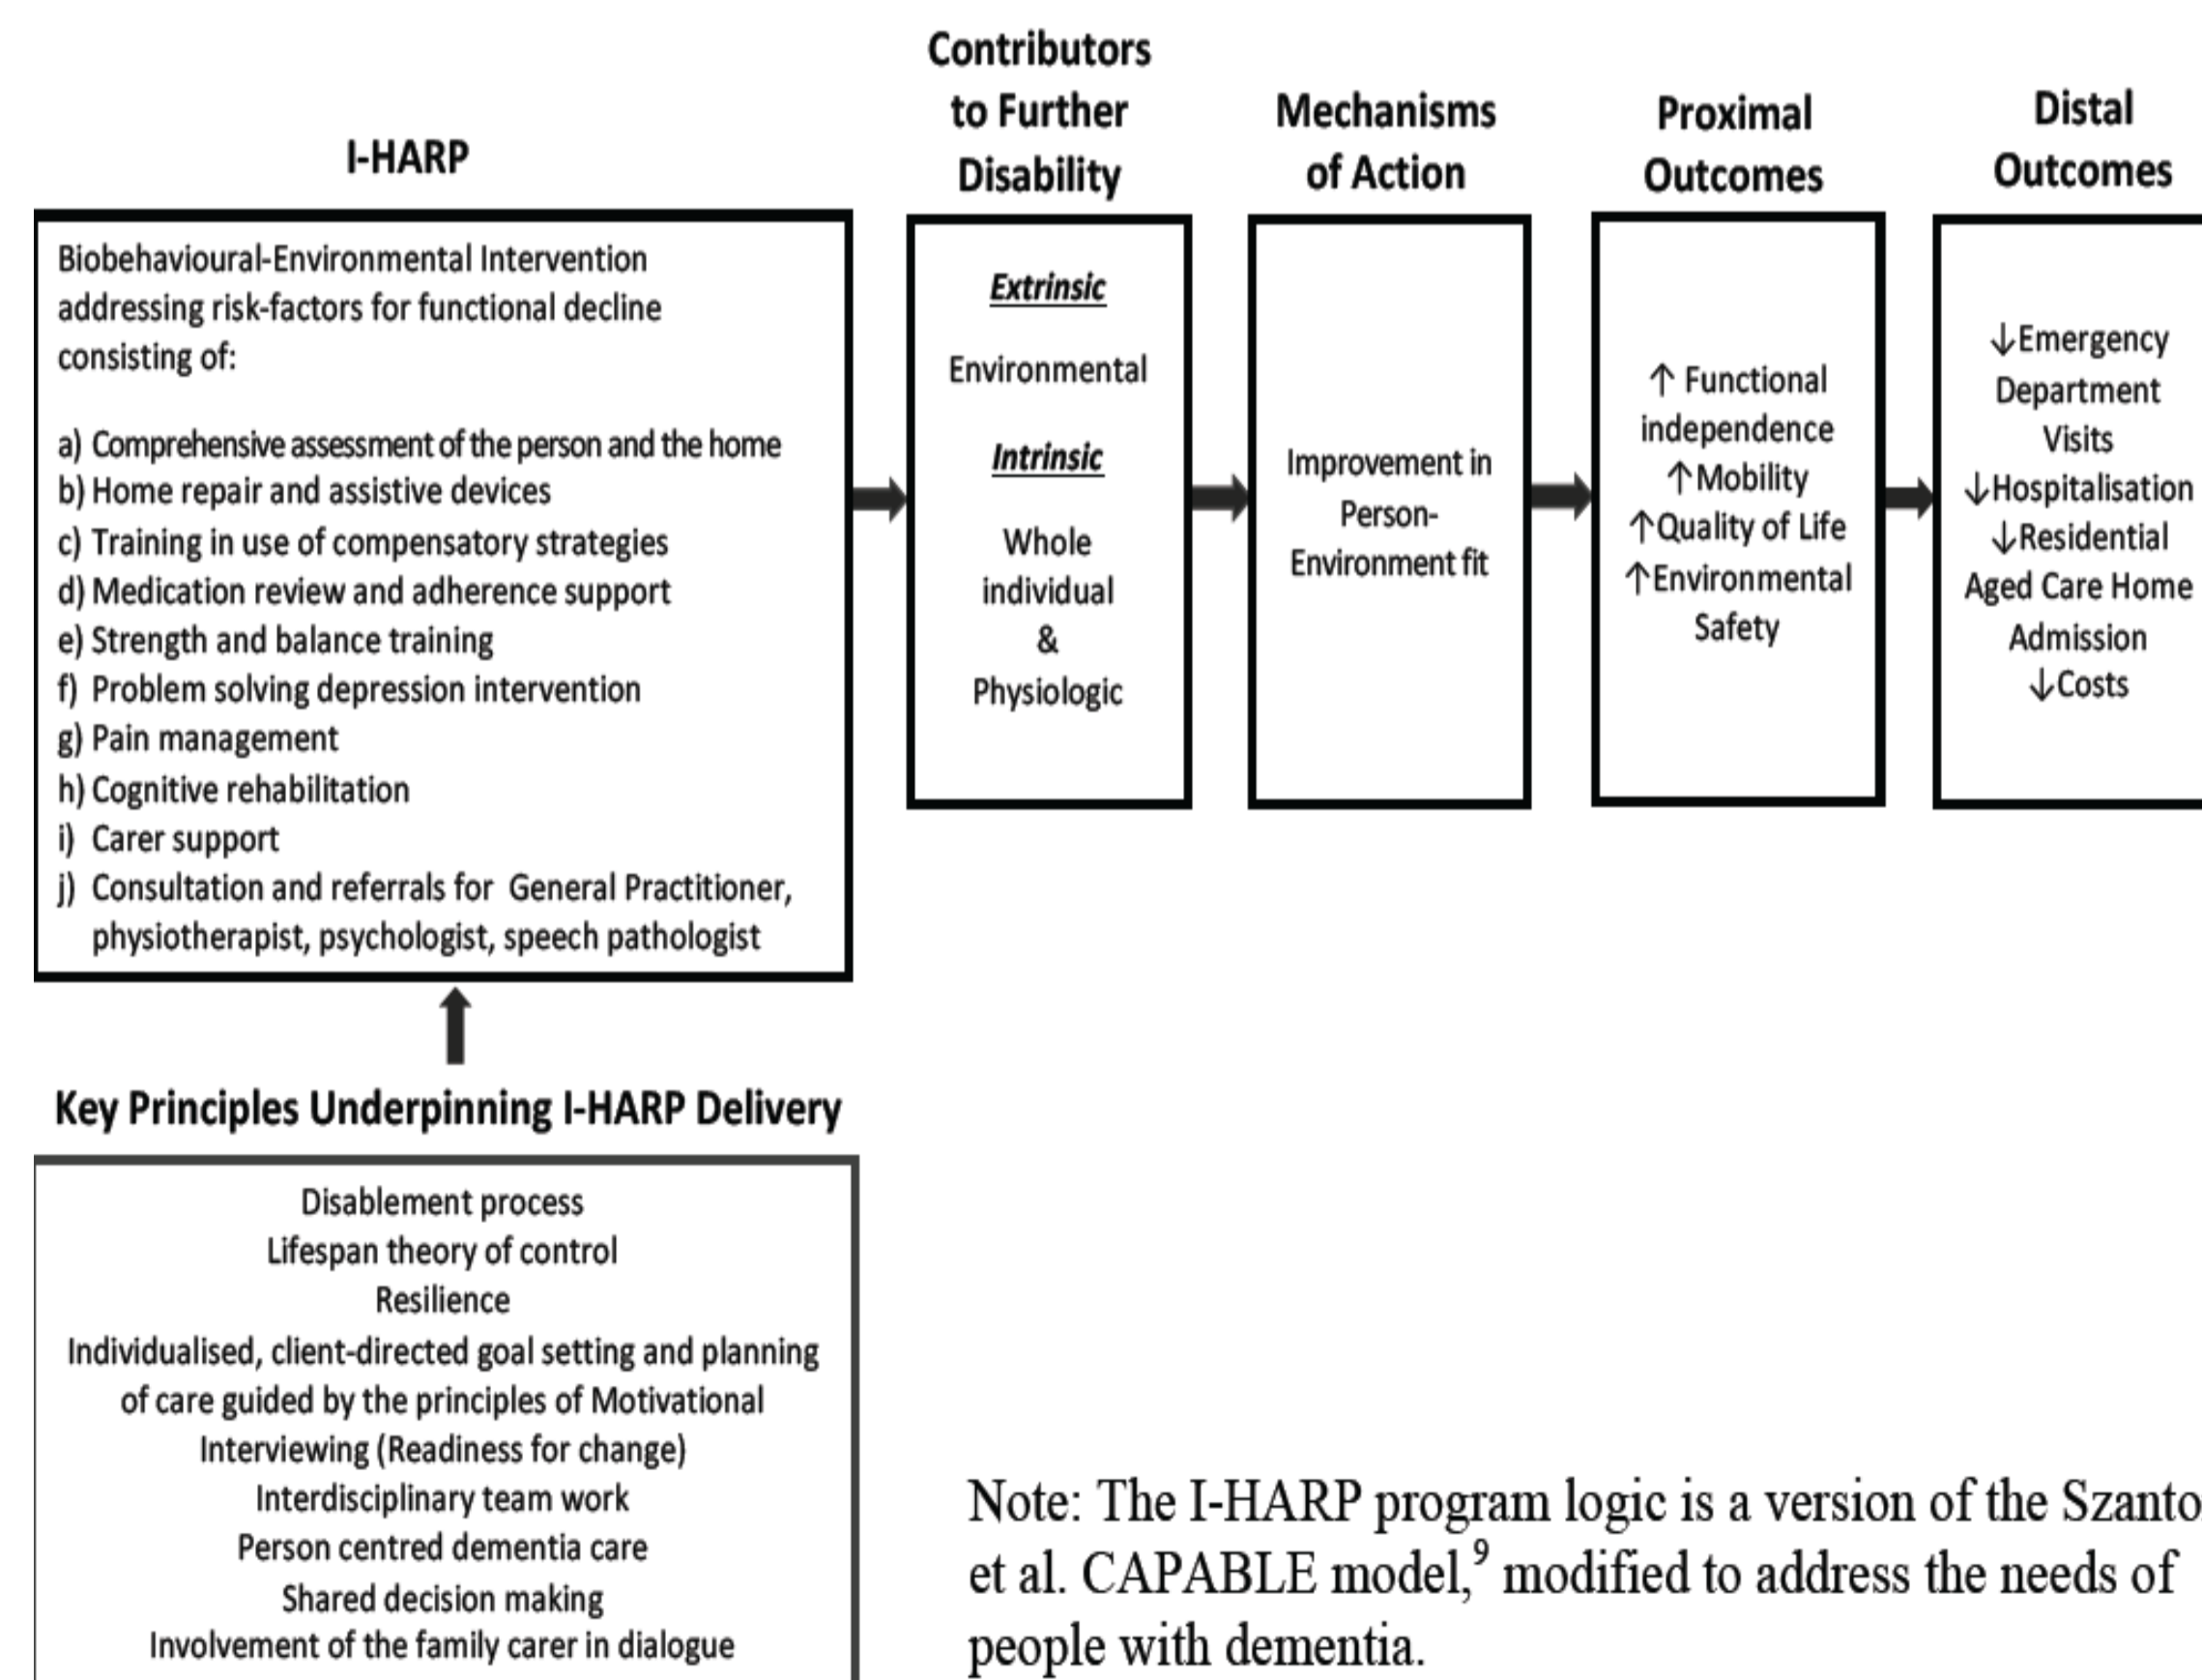 I-HARP
Biobehavioural-Environmental Intervention
addressing risk-factors for functional decline
consisting of:
a) Comprehensive assessment of the person and the home
b) Home repair and assistive devices
c) Training in use of compensatory strategies
d) Medication review and adherence support
e) Strength and balance training
f) Problem solving depression intervention
g) Pain management
h) Cognitive rehabilitation
i) Carer support
j) Consultation and referrals for General Practitioner,
physiotherapist, psychologist, speech pathologist
Contributors
to Further
Disability
Extrinsic
Environmental
Intrinsic
Whole
individual
&
Physiologic
Mechanisms
of Action
Improvement in
Person-
Environment fit
Proximal
Outcomes
↑ Functional
independence
↑Mobility
↑Quality of Life
↑Environmental
Safety
Distal
Outcomes
↓Emergency
Department
Visits
↓Hospitalisation
↓Residential
Aged Care Home
Admission
↓Costs
Key Principles Underpinning I-HARP Delivery
Disablement process
Lifespan theory of control
Resilience
Individualised, client-directed goal setting and planning
of care guided by the principles of Motivational
Interviewing (Readiness for change)
Interdisciplinary team work
Person centred dementia care
Shared decision making
Involvement of the family carer in dialogue
Note: The I-HARP program logic is a version of the
et al. CAPABLE model,⁹ modified to address the needs of
people with dementia.